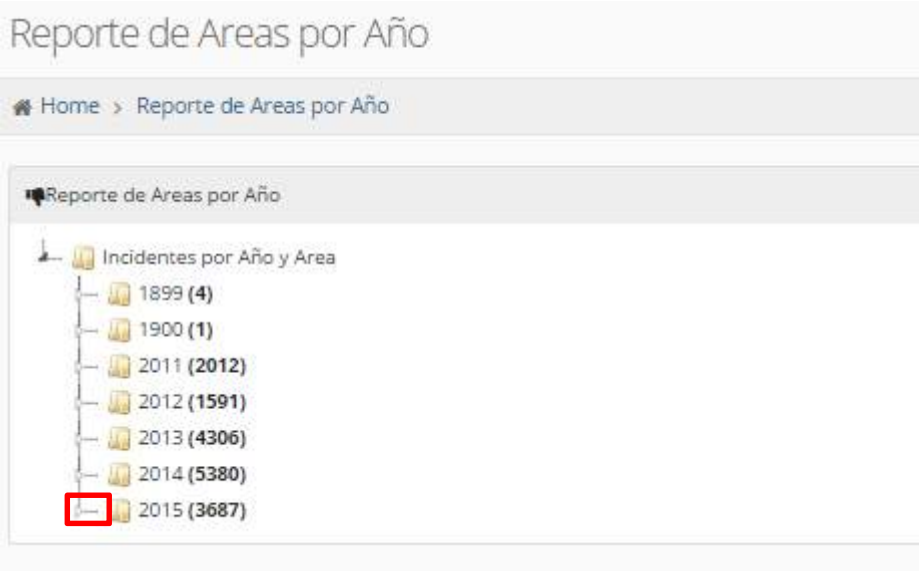 Reporte de Areas por Año
Home > Reporte de Areas por Año
Reporte de Areas por Año
Incidentes por Año y Area
1899 (4)
1900 (1)
2011 (2012)
2012 (1591)
2013 (4306)
2014 (5380)
2015 (3687)